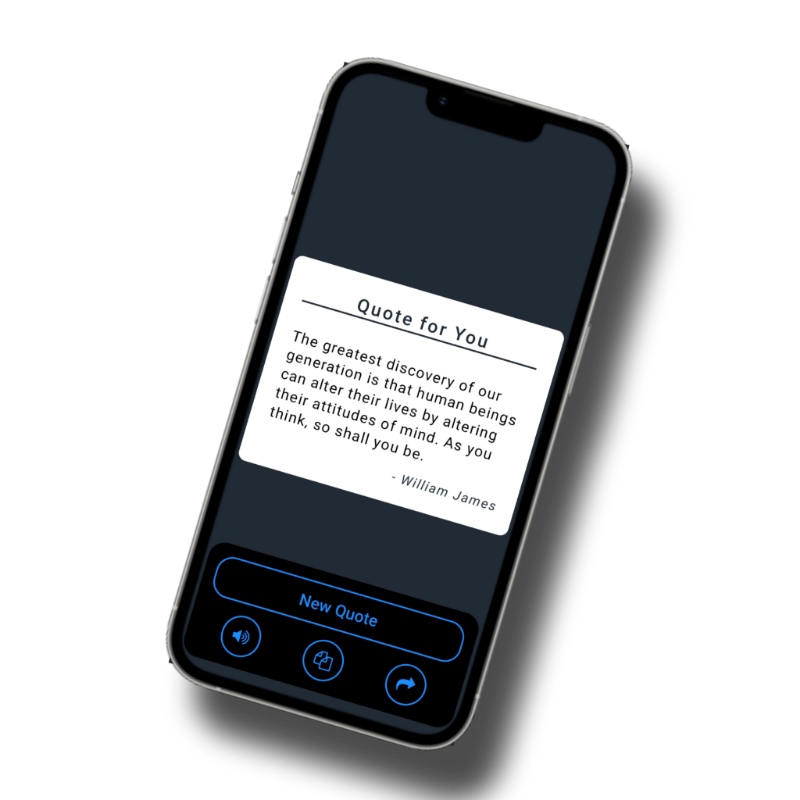 Quote for You
The greatest discovery of our
generation is that human beings
can alter their lives by altering
their attitudes of mind. As you
think, so shall you be.
- William James
New Quote